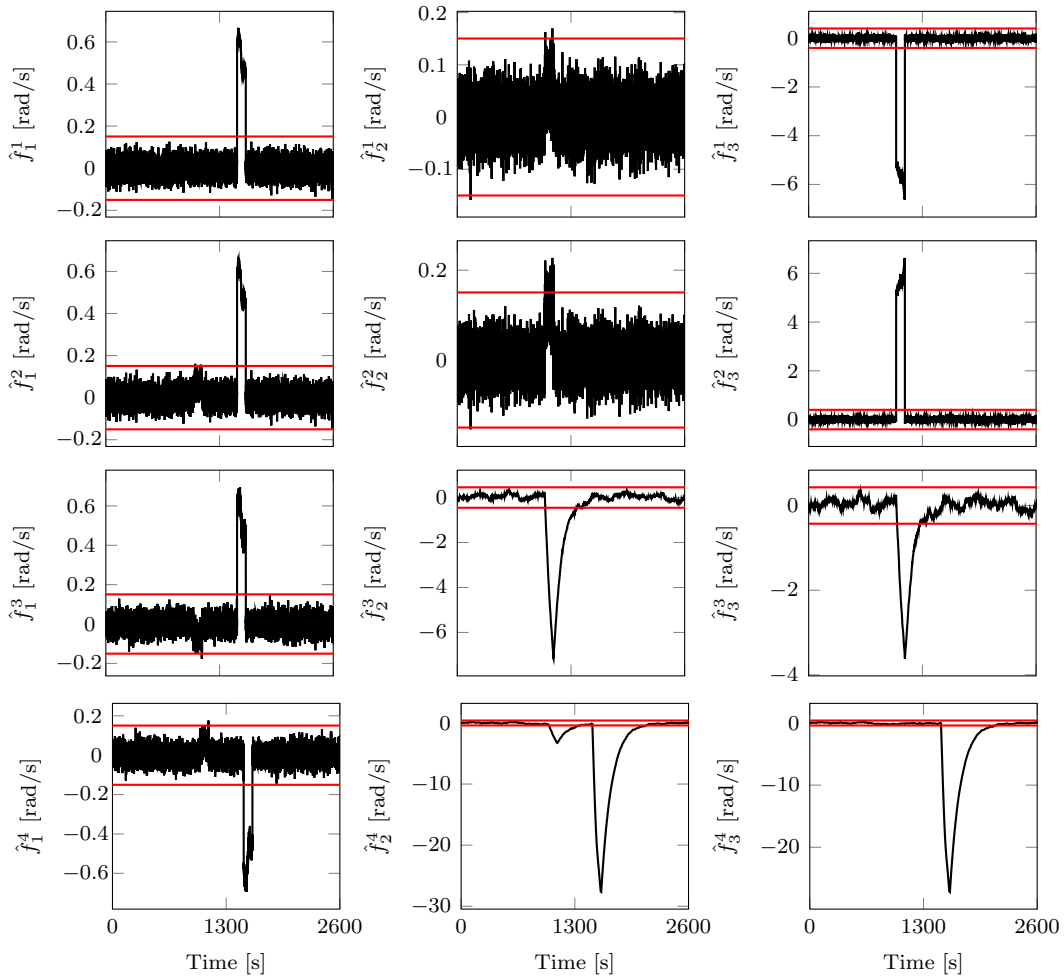 0.6
0.4
0.2
0
−0.2
f̂₁¹ [rad/s]
0.2
0.1
0
−0.1
f̂₂¹ [rad/s]
0
−2
−4
−6
f̂₃¹ [rad/s]
0.6
0.4
0.2
0
−0.2
f̂₁² [rad/s]
0.2
0
f̂₂² [rad/s]
6
4
2
0
f̂₃² [rad/s]
0.6
0.4
0.2
0
−0.2
f̂₁³ [rad/s]
0
−2
−4
−6
1300
f̂₂³ [rad/s]
0
−2
−4
1300
f̂₃³ [rad/s]
0.2
0
−0.2
−0.4
−0.6
f̂₁⁴ [rad/s]
0
−10
−20
−30
f̂₂⁴ [rad/s]
0
−10
−20
f̂₃⁴ [rad/s]
0 1300 2600
0 1300 2600
0 1300 2600
Time [s]
Time [s]
Time [s]